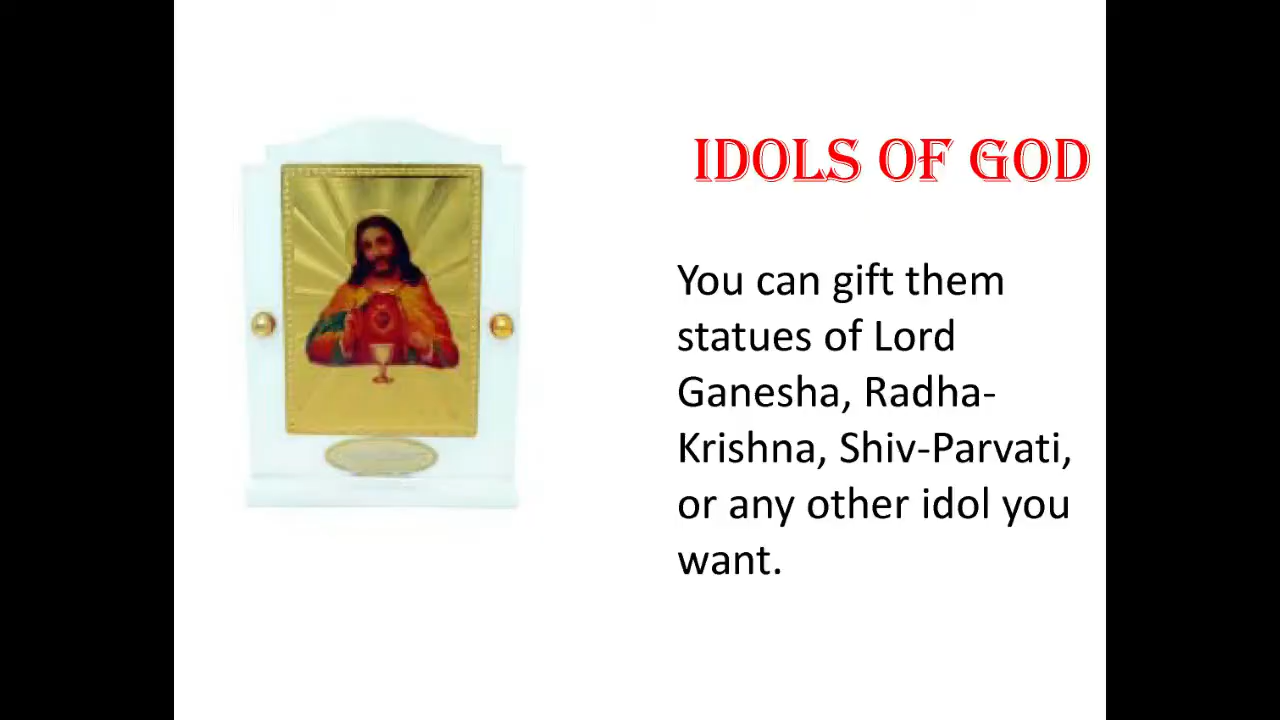 IDOLS OF GOD
You can gift them
statues of Lord
Ganesha, Radha-
Krishna, Shiv-Parvati,
or any other idol you
want.